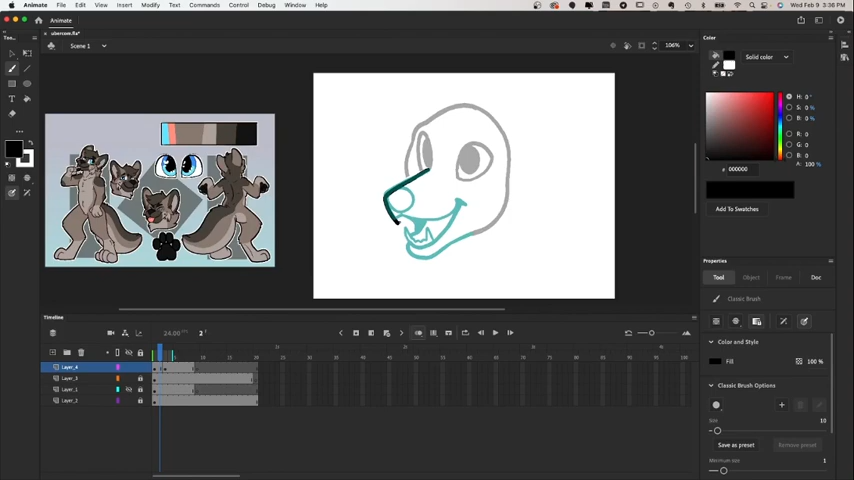 Animate File Edit View Insert Modify Text Commands Control Debug Window Help
Wed Feb 9 3:36 PM
Animate
ubercom.fla*
Scene 1
106%
Color
Solid color
H: 0 °
S: 0 %
B: 0 %
R: 0
G: 0
B: 0
A: 100 %
# 000000
Add To Swatches
Properties
Tool Object Frame Doc
Classic Brush
Color and Style
Fill 100 %
Classic Brush Options
Size 10
Save as preset Remove preset
Minimum size 1
Timeline
24.00 FPS 2 F
Layer_4
Layer_3
Layer_1
Layer_2